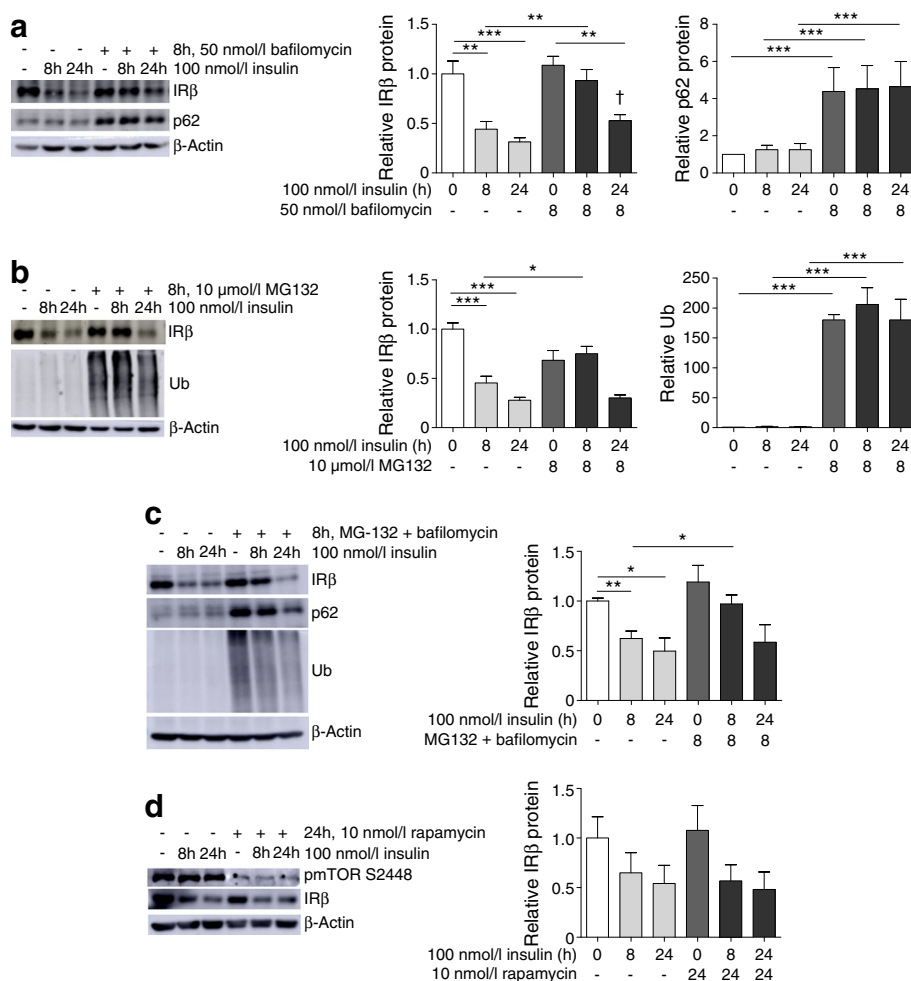 a
- - - + + + 8h, 50 nmol/l bafilomycin
- 8h 24h - 8h 24h 100 nmol/l insulin
IRβ
p62
β-Actin
Relative IRβ protein
1.5
1.0
0.5
0
** *** ** ** †
100 nmol/l insulin (h) 0 8 24 0 8 24
50 nmol/l bafilomycin - - - 8 8 8
Relative p62 protein
8
6
4
2
0
*** *** ***
0 8 24 0 8 24
- - - 8 8 8
b
- - - + + + 8h, 10 µmol/l MG132
- 8h 24h - 8h 24h 100 nmol/l insulin
IRβ
Ub
β-Actin
Relative IRβ protein
1.5
1.0
0.5
0
*** *** *
100 nmol/l insulin (h) 0 8 24 0 8 24
10 µmol/l MG132 - - - 8 8 8
Relative Ub
250
200
150
100
50
0
*** *** ***
0 8 24 0 8 24
- - - 8 8 8
c
- - - + + + 8h, MG-132 + bafilomycin
- 8h 24h - 8h 24h 100 nmol/l insulin
IRβ
p62
Ub
β-Actin
Relative IRβ protein
1.5
1.0
0.5
0
** * *
100 nmol/l insulin (h) 0 8 24 0 8 24
MG132 + bafilomycin - - - 8 8 8
d
- - - + + + 24h, 10 nmol/l rapamycin
- 8h 24h - 8h 24h 100 nmol/l insulin
pmTOR S2448
IRβ
β-Actin
Relative IRβ protein
1.5
1.0
0.5
0
100 nmol/l insulin (h) 0 8 24 0 8 24
10 nmol/l rapamycin - - - 24 24 24